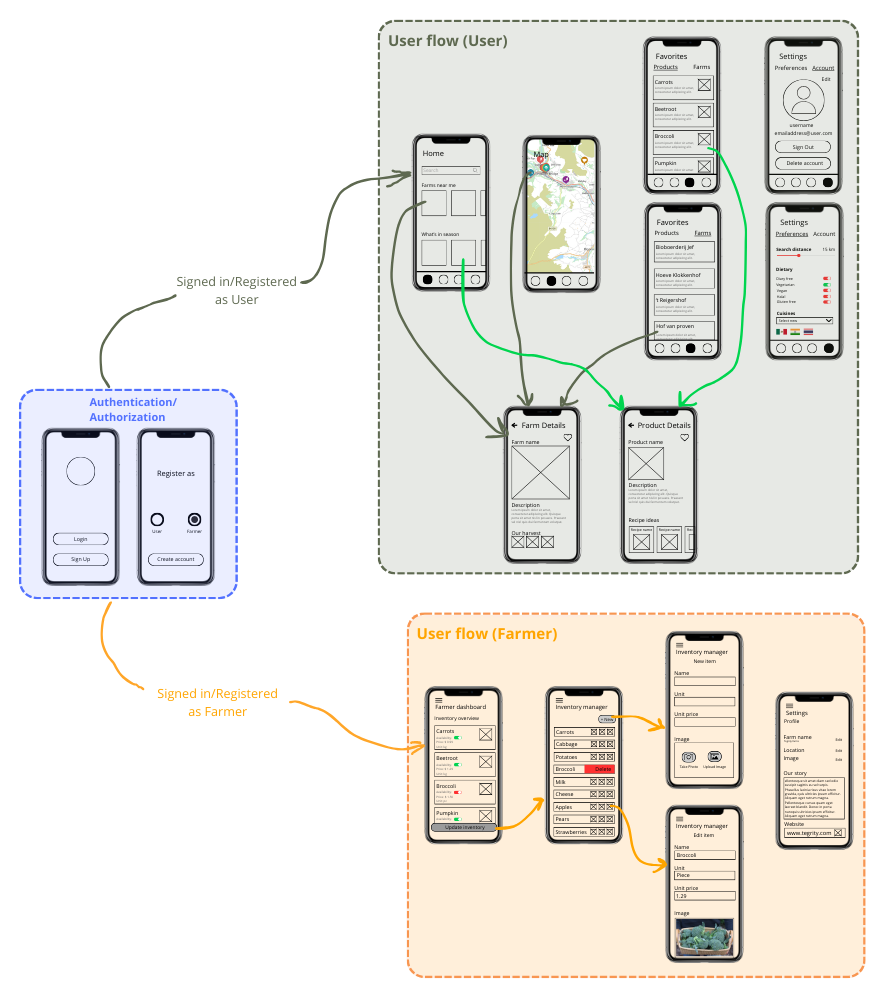 User flow (User)
Home
Search
Farms near me
What's in season
Map
Favorites
Products Farms
Carrots
Beetroot
Broccoli
Pumpkin
Settings
Preferences Account
Edit
username
emailaddress@user.com
Sign Out
Delete account
Favorites
Products Farms
Bioboerderij Jef
Hoeve Klokkenhof
't Reigershof
Hof van proven
Settings
Preferences Account
Search distance 15 km
Dietary
Dairy free
Vegetarian
Vegan
Halal
Gluten free
Cuisines
Select new
Signed in/Registered
as User
Farm Details
Farm name
Description
Our harvest
Product Details
Product name
Description
Recipe ideas
Recipe name Recipe name
Authentication/
Authorization
Login
Sign Up
Register as
User Farmer
Create account
Signed in/Registered
as Farmer
User flow (Farmer)
Farmer dashboard
Inventory overview
Carrots
Beetroot
Broccoli
Pumpkin
Update inventory
Inventory manager
+ New
Carrots
Cabbage
Potatoes
Broccoli Delete
Milk
Cheese
Apples
Pears
Strawberries
Inventory manager
New item
Name
Unit
Unit price
Image
Take Photo Upload Image
Inventory manager
Edit item
Name
Broccoli
Unit
Piece
Unit price
1.29
Image
Settings
Profile
Farm name Edit
Location Edit
Image Edit
Our story
Website
www.tegrity.com